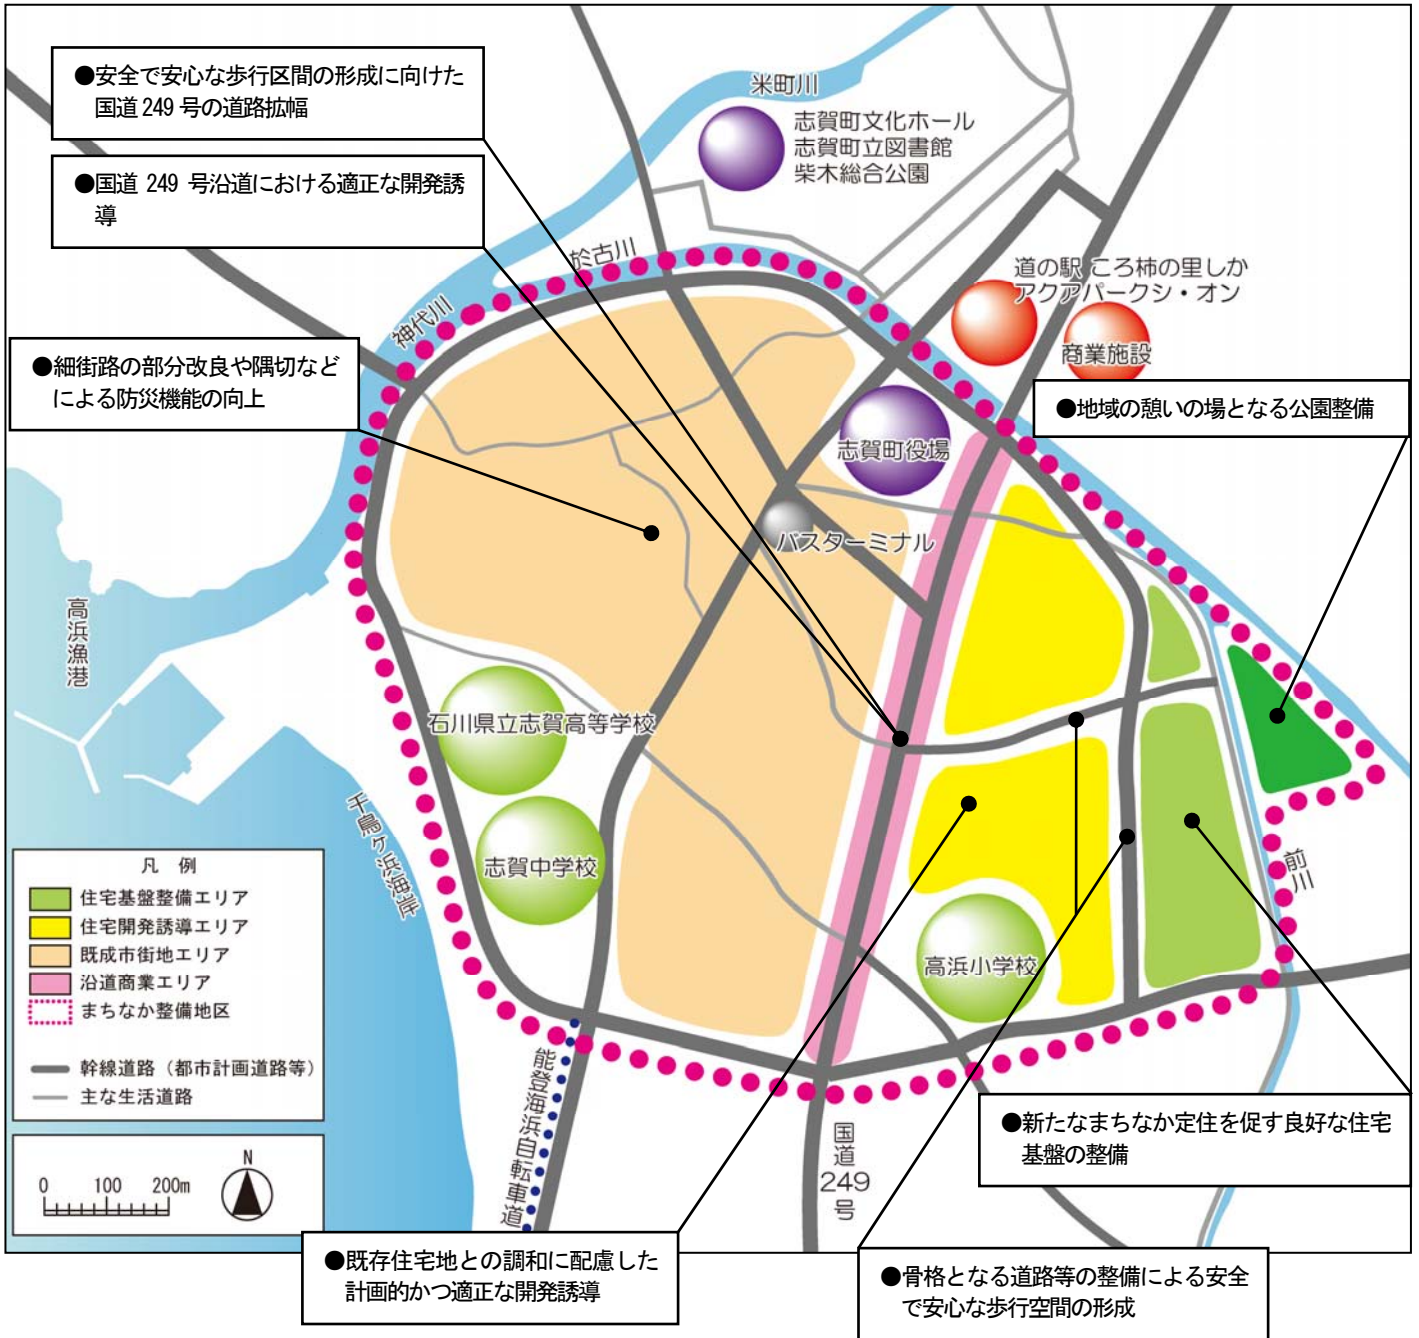 ●安全で安心な歩行区間の形成に向けた
国道249号の道路拡幅
●国道 249 号沿道における適正な開発誘
導
米町川
志賀町文化ホール
志賀町立図書館
柴木総合公園
於古川
神代川
道の駅 ころ柿の里しか
アクアパークシ・オン
商業施設
●細街路の部分改良や隅切などによる防災機能の向上
●地域の憩いの場となる公園整備
志賀町役場
バスターミナル
高浜漁港
石川県立志賀高等学校
千鳥ヶ浜海岸
志賀中学校
前川
高浜小学校
凡 例
住宅基盤整備エリア
住宅開発誘導エリア
既成市街地エリア
沿道商業エリア
まちなか整備地区
幹線道路（都市計画道路等）
主な生活道路
0 100 200m
N
能登海浜自転車道
国道
249
号
●新たなまちなか定住を促す良好な住宅
基盤の整備
●既存住宅地との調和に配慮した
計画的かつ適正な開発誘導
●骨格となる道路等の整備による安全
で安心な歩行空間の形成